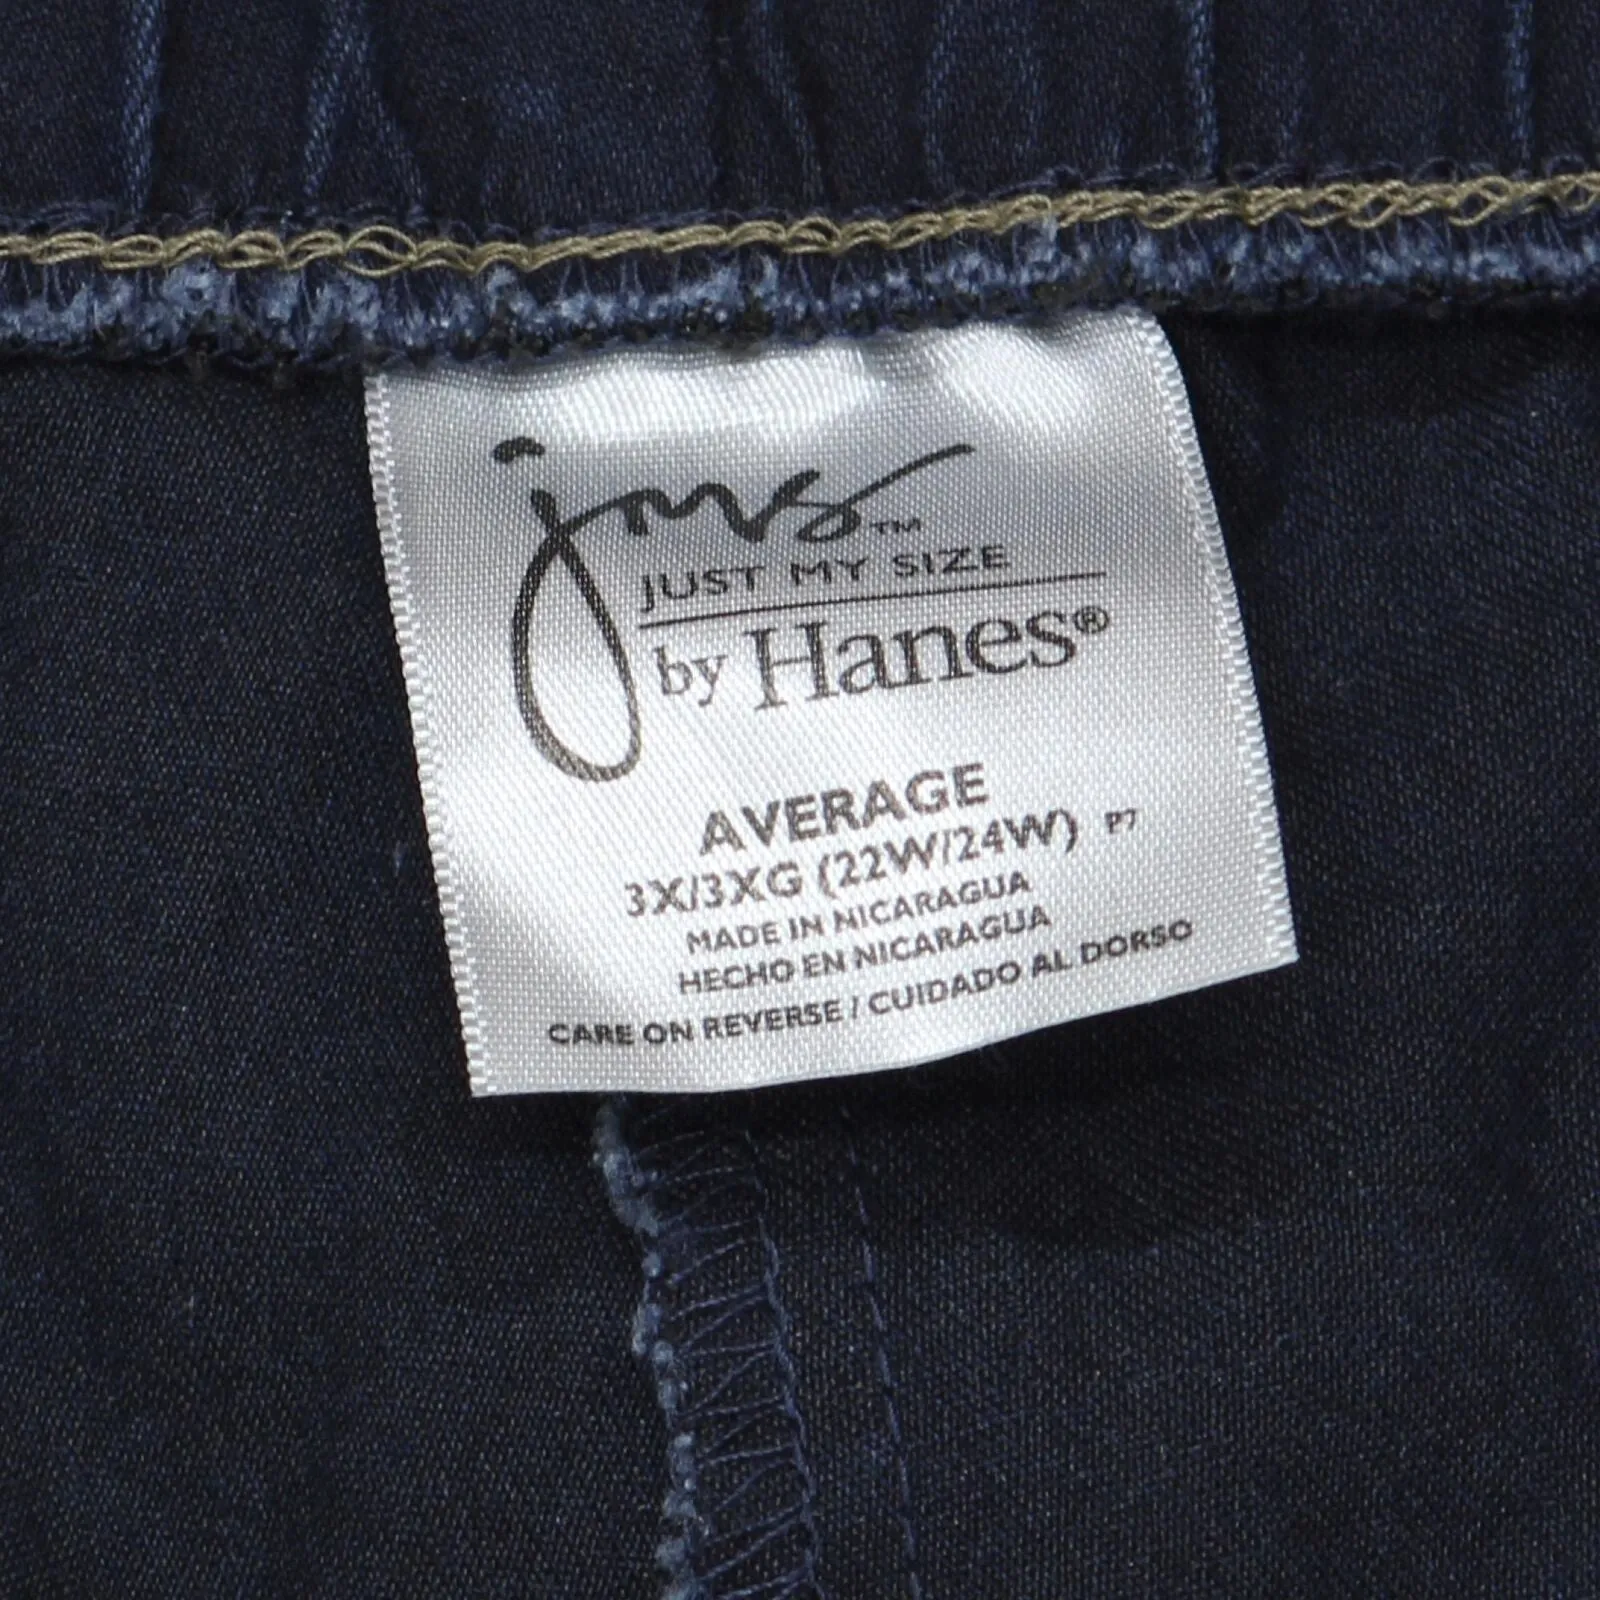 jms™
JUST MY SIZE
by Hanes®
AVERAGE
3X/3XG (22W/24W) P7
MADE IN NICARAGUA
HECHO EN NICARAGUA
CARE ON REVERSE / CUIDADO AL DORSO